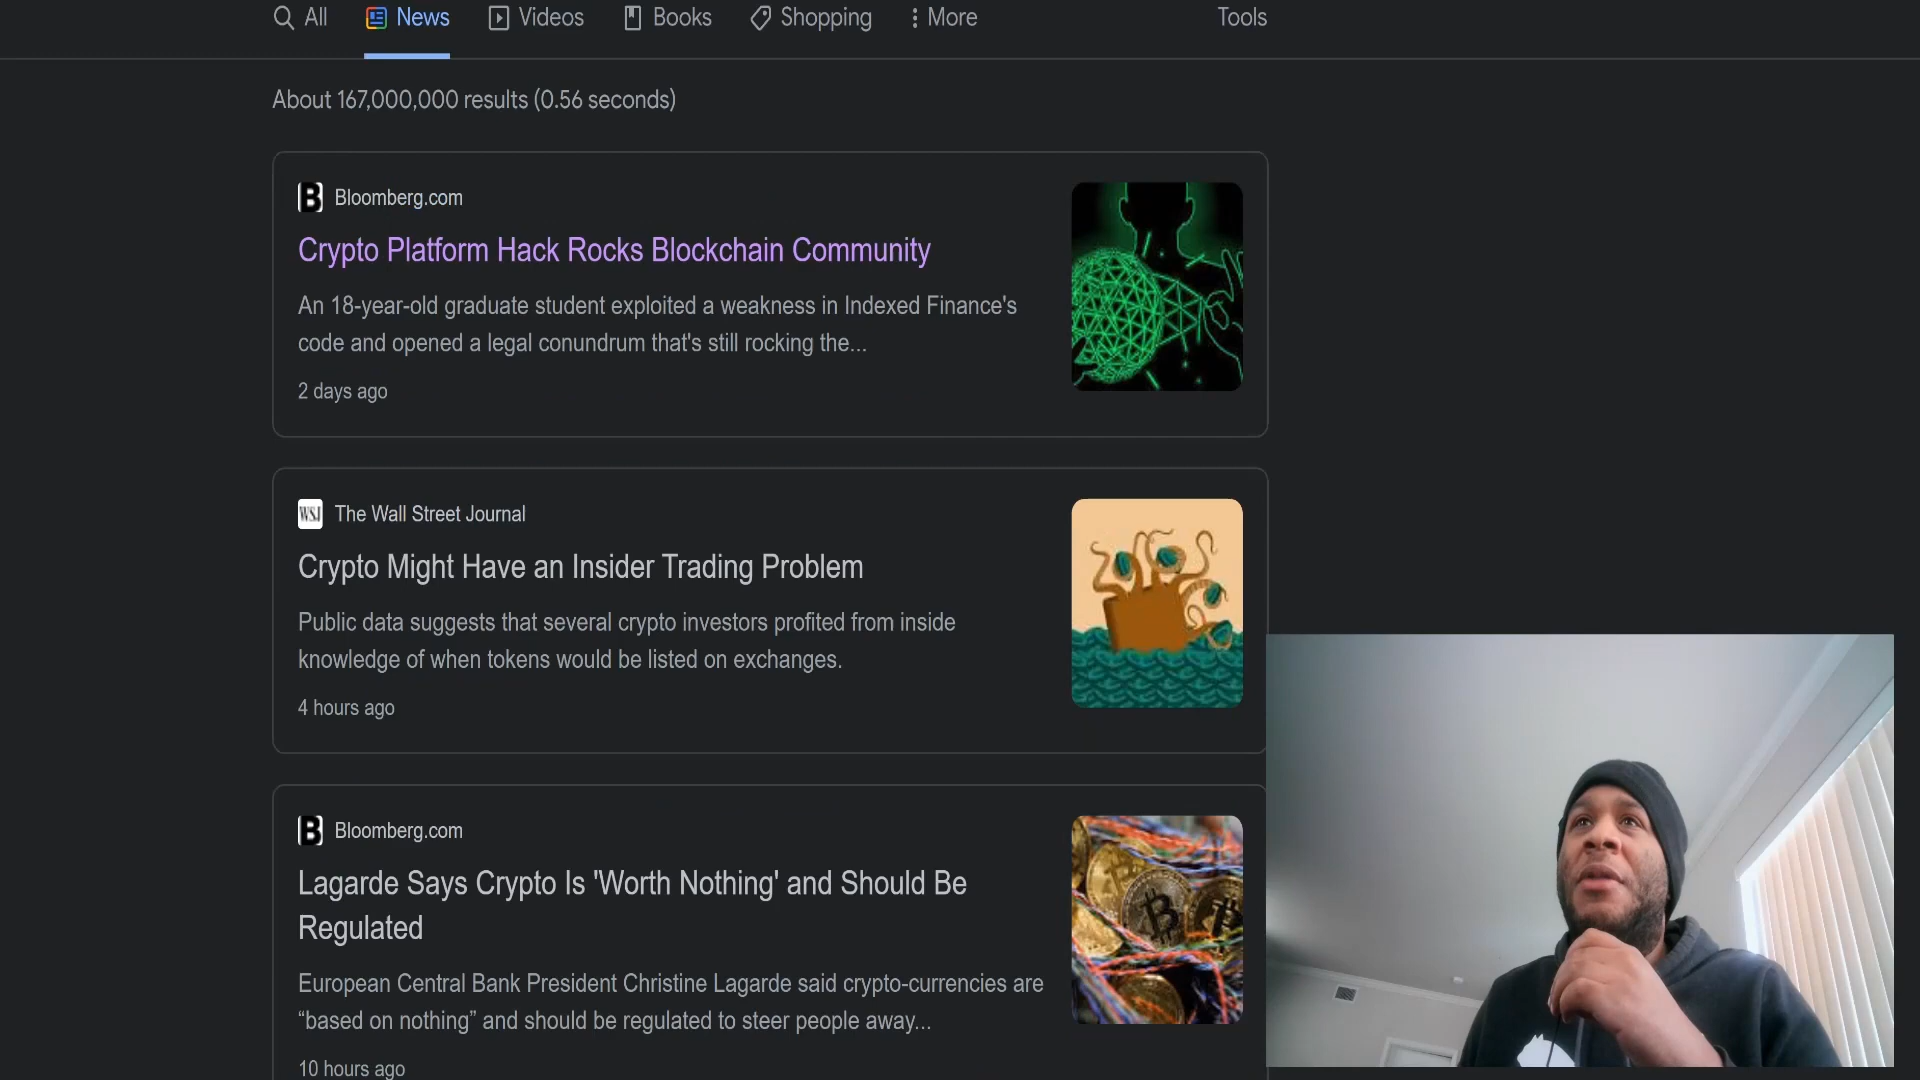 All
News
Videos
Books
Shopping
More
Tools
About 167,000,000 results (0.56 seconds)
B
Bloomberg.com
Crypto Platform Hack Rocks Blockchain Community
An 18-year-old graduate student exploited a weakness in Indexed Finance's
code and opened a legal conundrum that's still rocking the...
2 days ago
WSJ
The Wall Street Journal
Crypto Might Have an Insider Trading Problem
Public data suggests that several crypto investors profited from inside
knowledge of when tokens would be listed on exchanges.
4 hours ago
B
Bloomberg.com
Lagarde Says Crypto Is 'Worth Nothing' and Should Be
Regulated
European Central Bank President Christine Lagarde said crypto-currencies are
“based on nothing” and should be regulated to steer people away...
10 hours ago